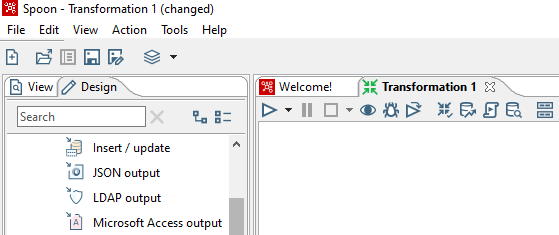 Spoon - Transformation 1 (changed)
File Edit View Action Tools Help
View Design
Welcome! Transformation 1
Search
Insert / update
JSON output
LDAP output
Microsoft Access output